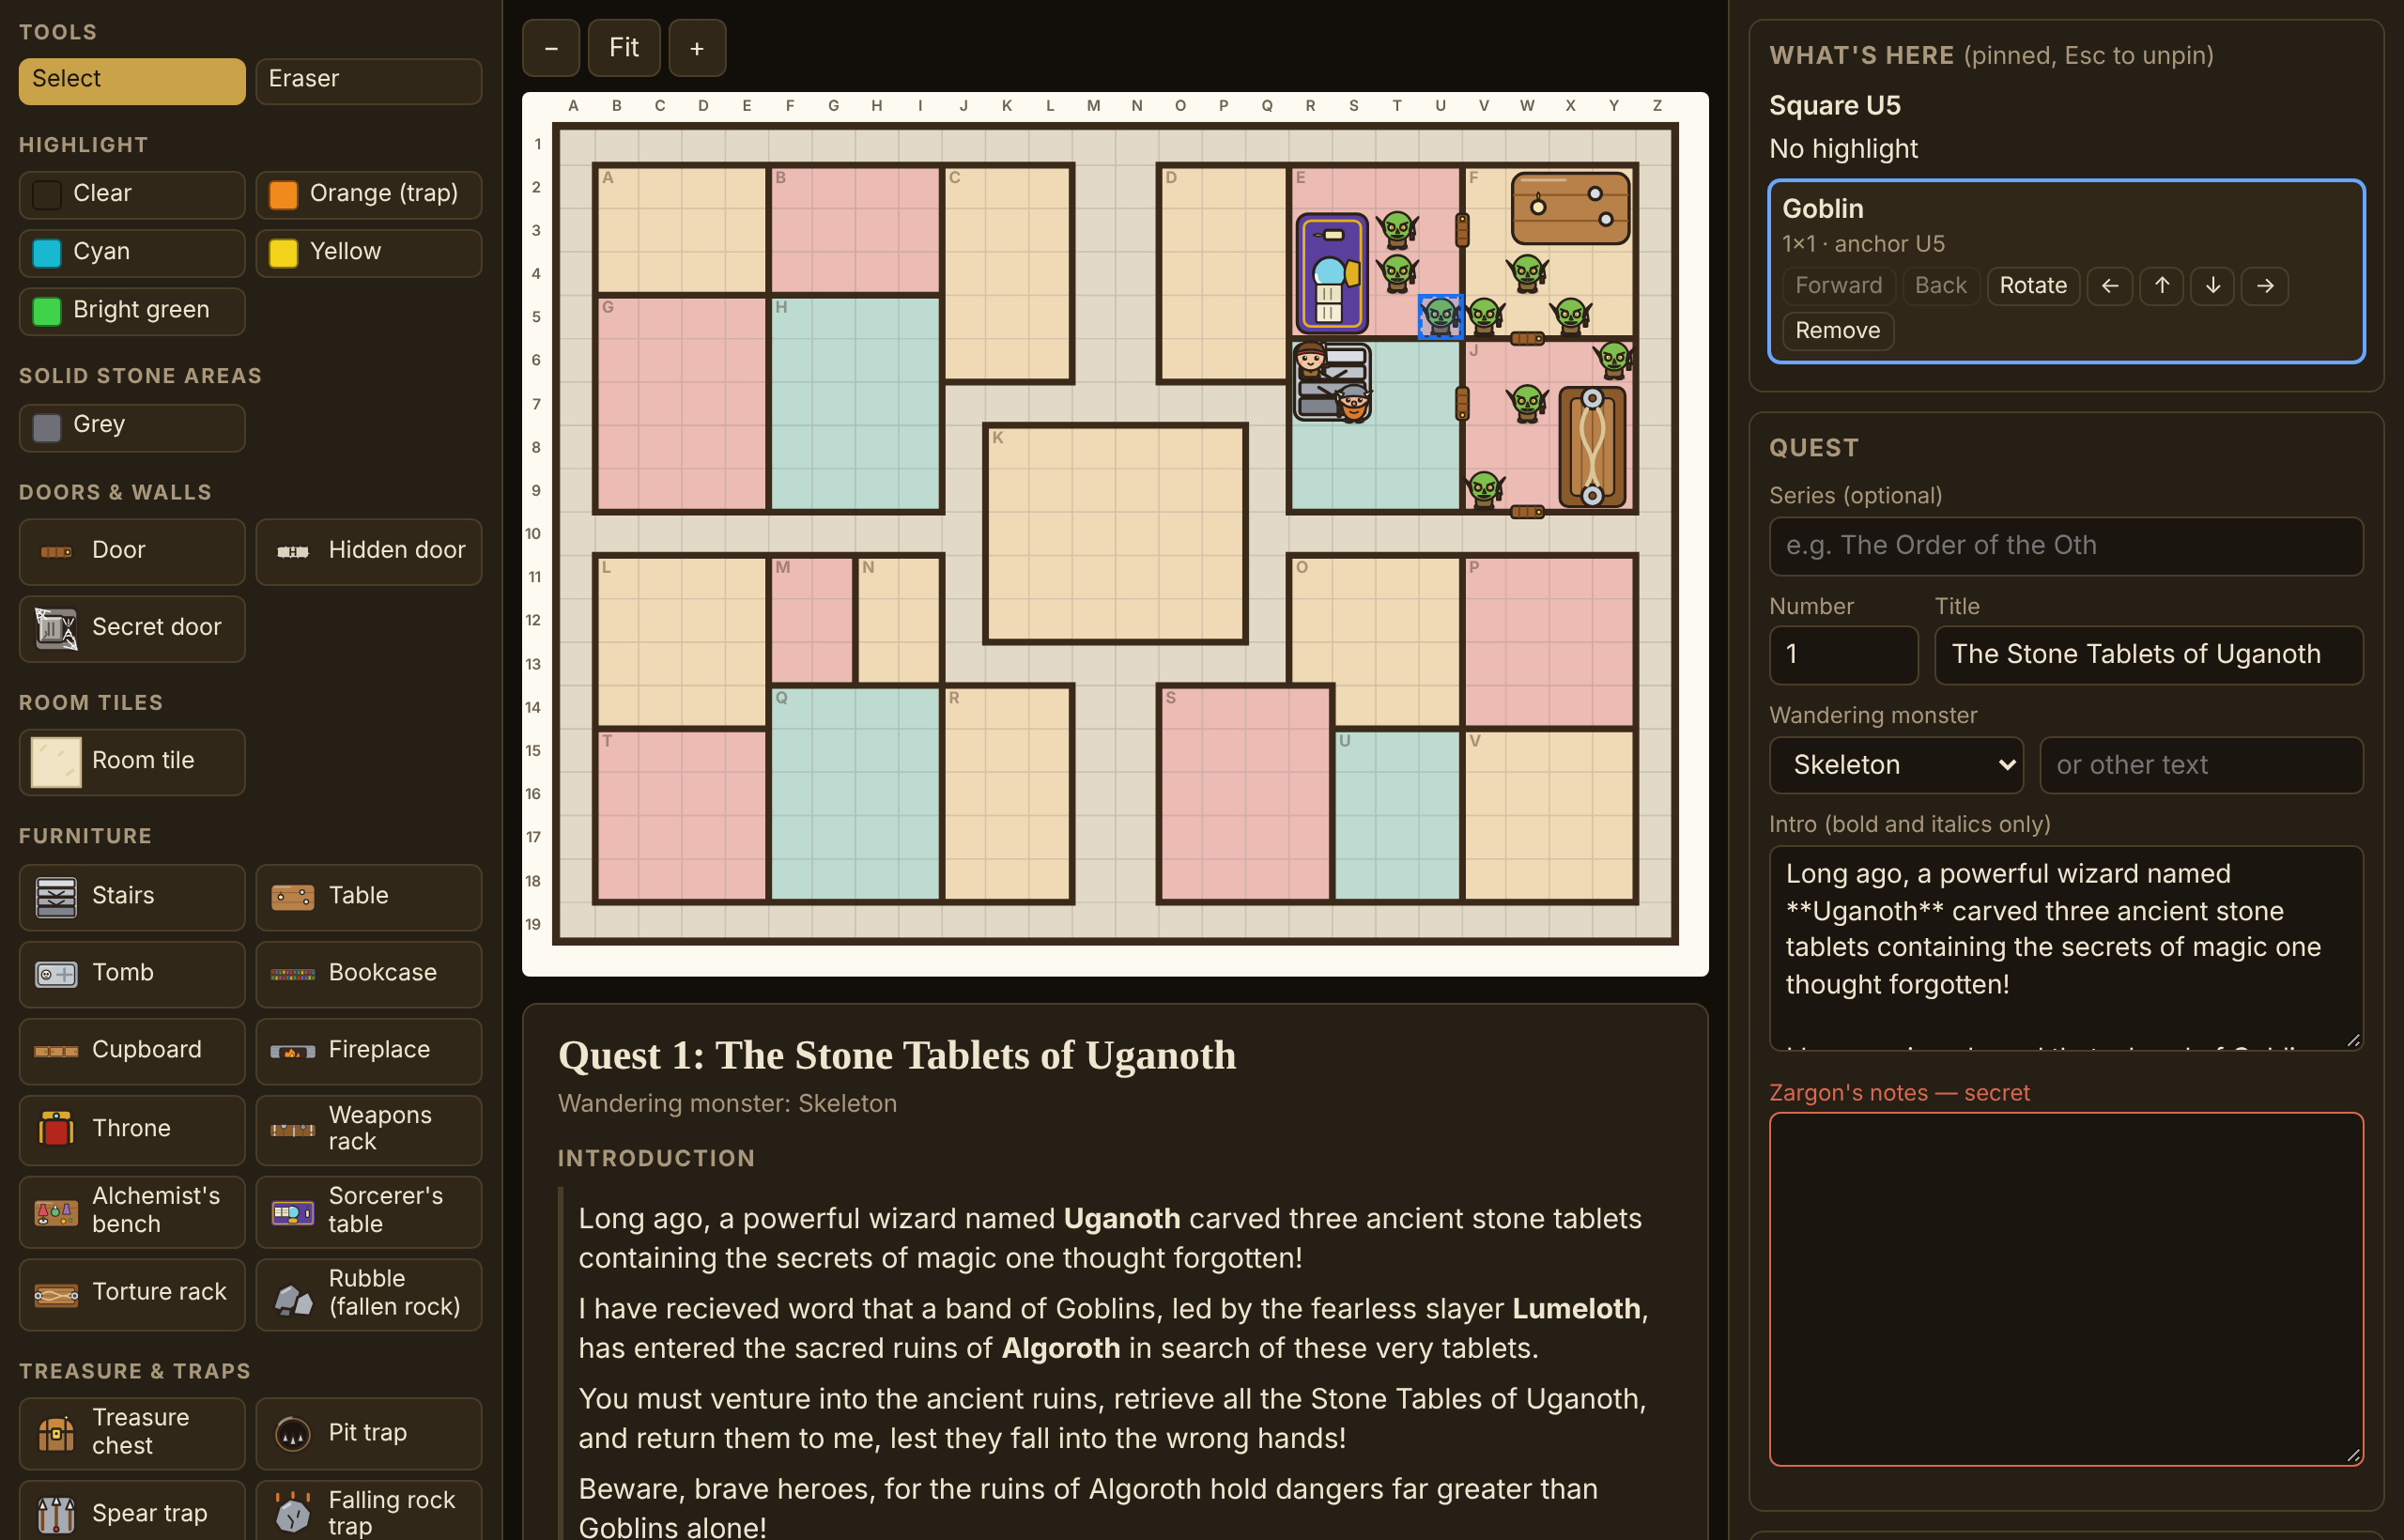 TOOLS
Select
Eraser
HIGHLIGHT
Clear
Orange (trap)
Cyan
Yellow
Bright green
SOLID STONE AREAS
Grey
DOORS & WALLS
Door
Hidden door
Secret door
ROOM TILES
Room tile
FURNITURE
Stairs
Table
Tomb
Bookcase
Cupboard
Fireplace
Throne
Weapons
rack
Alchemist's
bench
Sorcerer's
table
Torture rack
Rubble
(fallen rock)
TREASURE & TRAPS
Treasure
chest
Pit trap
Spear trap
Falling rock
trap
−
Fit
+
A B C D E F G H I J K L M N O P Q R S T U V W X Y Z
1
2
3
4
5
6
7
8
9
10
11
12
13
14
15
16
17
18
19
A B C D E F
G H
J
K
L M N O P
Q R S
T U V
Quest 1: The Stone Tablets of Uganoth
Wandering monster: Skeleton
INTRODUCTION
Long ago, a powerful wizard named Uganoth carved three ancient stone tablets
containing the secrets of magic one thought forgotten!
I have recieved word that a band of Goblins, led by the fearless slayer Lumeloth,
has entered the sacred ruins of Algoroth in search of these very tablets.
You must venture into the ancient ruins, retrieve all the Stone Tables of Uganoth,
and return them to me, lest they fall into the wrong hands!
Beware, brave heroes, for the ruins of Algoroth hold dangers far greater than
Goblins alone!
WHAT'S HERE (pinned, Esc to unpin)
Square U5
No highlight
Goblin
1×1 · anchor U5
Forward
Back
Rotate
←
↑
↓
→
Remove
QUEST
Series (optional)
e.g. The Order of the Oth
Number
Title
1
The Stone Tablets of Uganoth
Wandering monster
Skeleton
or other text
Intro (bold and italics only)
Long ago, a powerful wizard named
**Uganoth** carved three ancient stone
tablets containing the secrets of magic one
thought forgotten!
Zargon's notes — secret